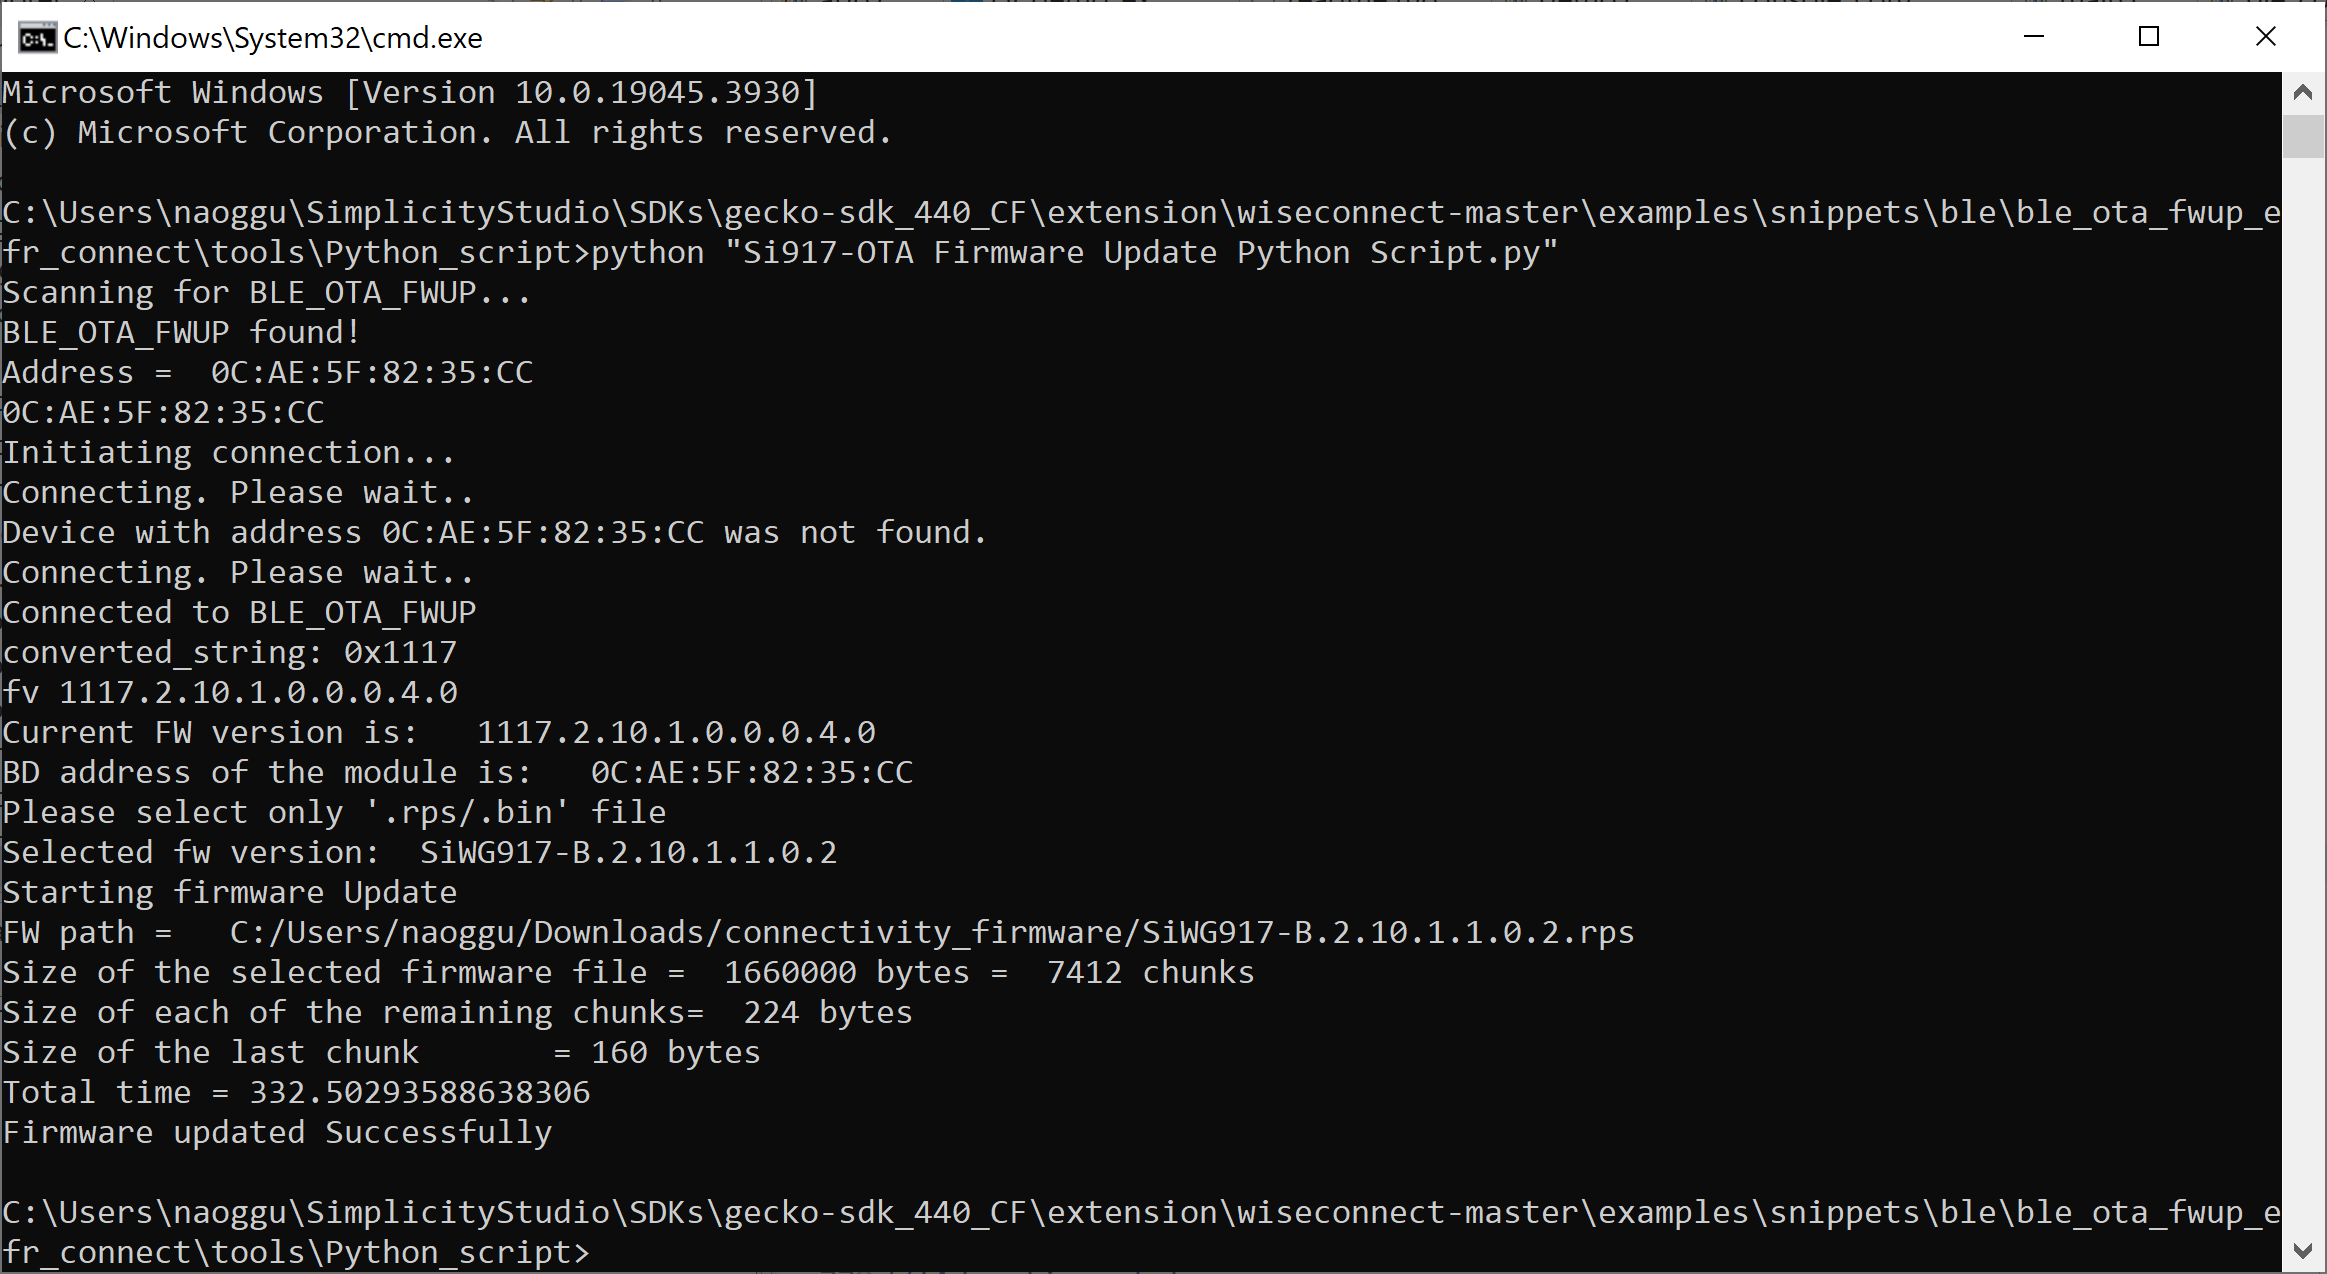 C:\Windows\System32\cmd.exe
Microsoft Windows [Version 10.0.19045.3930]
(c) Microsoft Corporation. All rights reserved.
C:\Users\naoggu\SimplicityStudio\SDKs\gecko-sdk_440_CF\extension\wiseconnect-master\examples\snippets\ble\ble_ota_fwup_e
fr_connect\tools\Python_script>python "Si917-OTA Firmware Update Python Script.py"
Scanning for BLE_OTA_FWUP...
BLE_OTA_FWUP found!
Address =  0C:AE:5F:82:35:CC
0C:AE:5F:82:35:CC
Initiating connection...
Connecting. Please wait..
Device with address 0C:AE:5F:82:35:CC was not found.
Connecting. Please wait..
Connected to BLE_OTA_FWUP
converted_string: 0x1117
fv 1117.2.10.1.0.0.0.4.0
Current FW version is:   1117.2.10.1.0.0.0.4.0
BD address of the module is:   0C:AE:5F:82:35:CC
Please select only '.rps/.bin' file
Selected fw version:  SiWG917-B.2.10.1.1.0.2
Starting firmware Update
FW path =   C:/Users/naoggu/Downloads/connectivity_firmware/SiWG917-B.2.10.1.1.0.2.rps
Size of the selected firmware file =  1660000 bytes =  7412 chunks
Size of each of the remaining chunks=  224 bytes
Size of the last chunk       = 160 bytes
Total time = 332.50293588638306
Firmware updated Successfully
C:\Users\naoggu\SimplicityStudio\SDKs\gecko-sdk_440_CF\extension\wiseconnect-master\examples\snippets\ble\ble_ota_fwup_e
fr_connect\tools\Python_script>